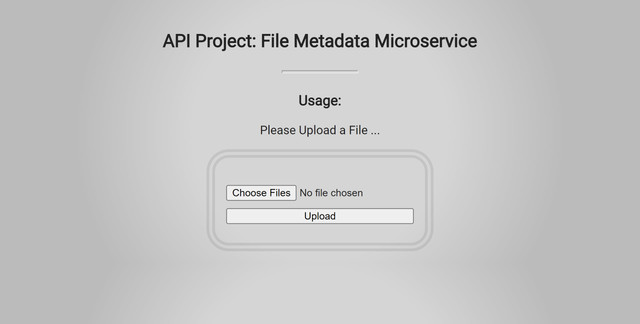 API Project: File Metadata Microservice
Usage:
Please Upload a File ...
Choose Files No file chosen
Upload